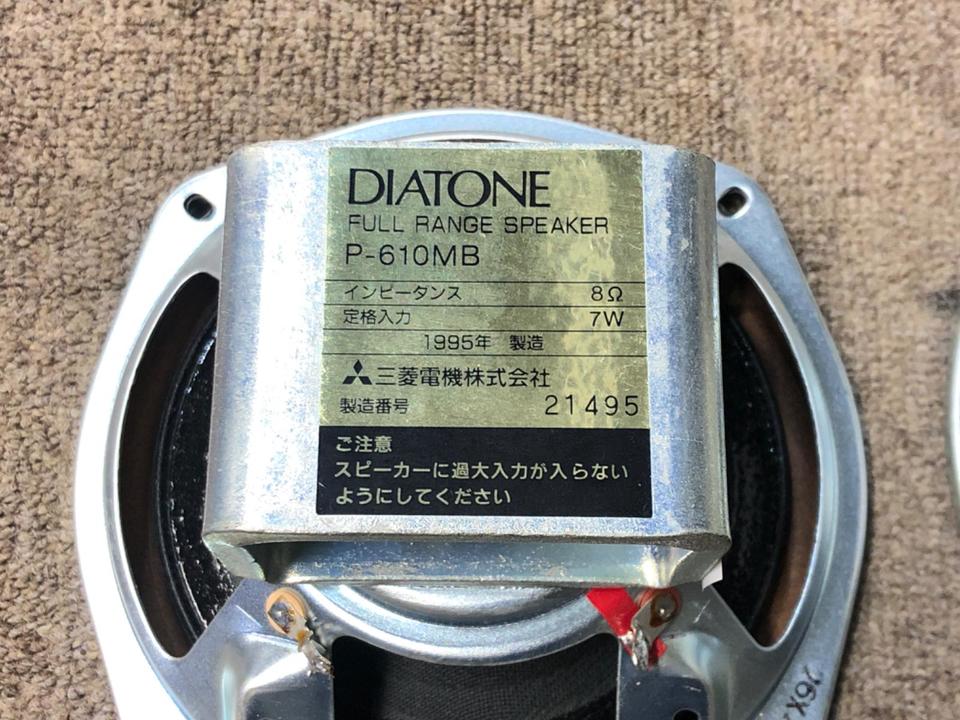 DIATONE
FULL RANGE SPEAKER
P-610MB
インピータンス 8Ω
定格入力 7W
1995年 製造
三菱電機株式会社
製造番号 21495
ご注意
スピーカーに過大入力が入らない
ようにしてください